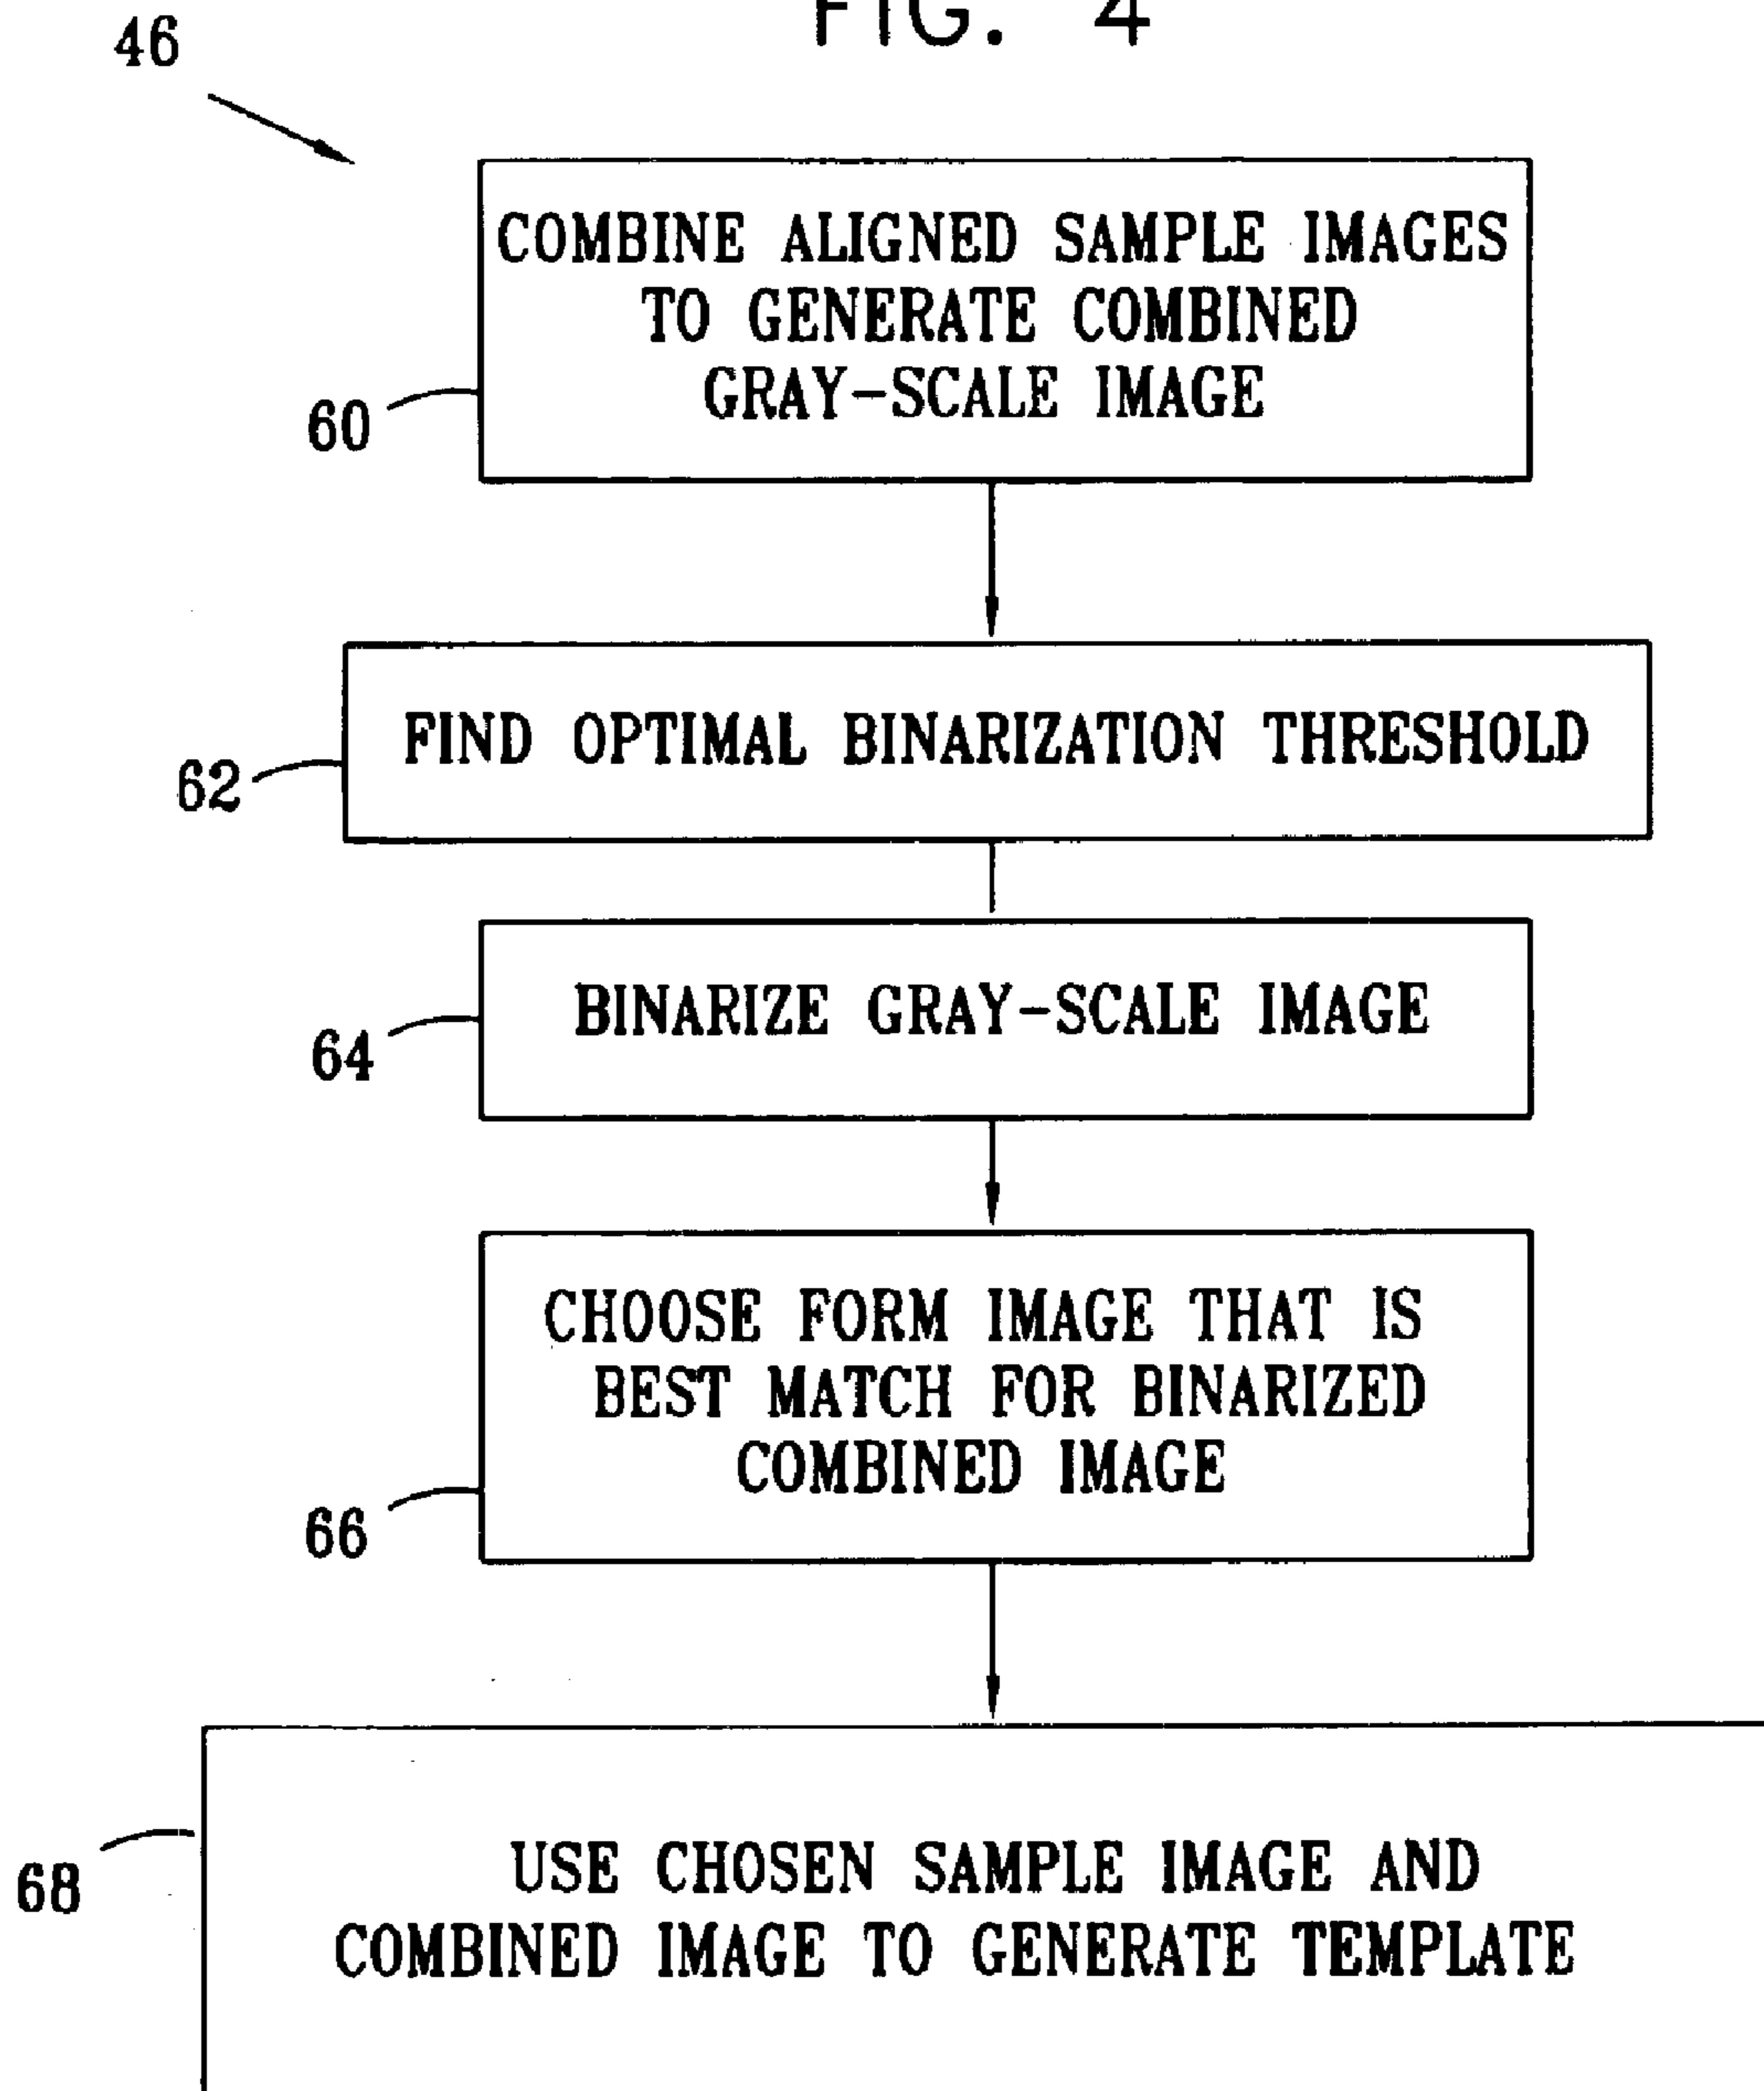 FIG. 4
46
COMBINE ALIGNED SAMPLE IMAGES
TO GENERATE COMBINED
GRAY-SCALE IMAGE
60
FIND OPTIMAL BINARIZATION THRESHOLD
62
BINARIZE GRAY-SCALE IMAGE
64
CHOOSE FORM IMAGE THAT IS
BEST MATCH FOR BINARIZED
COMBINED IMAGE
66
USE CHOSEN SAMPLE IMAGE AND
COMBINED IMAGE TO GENERATE TEMPLATE
68